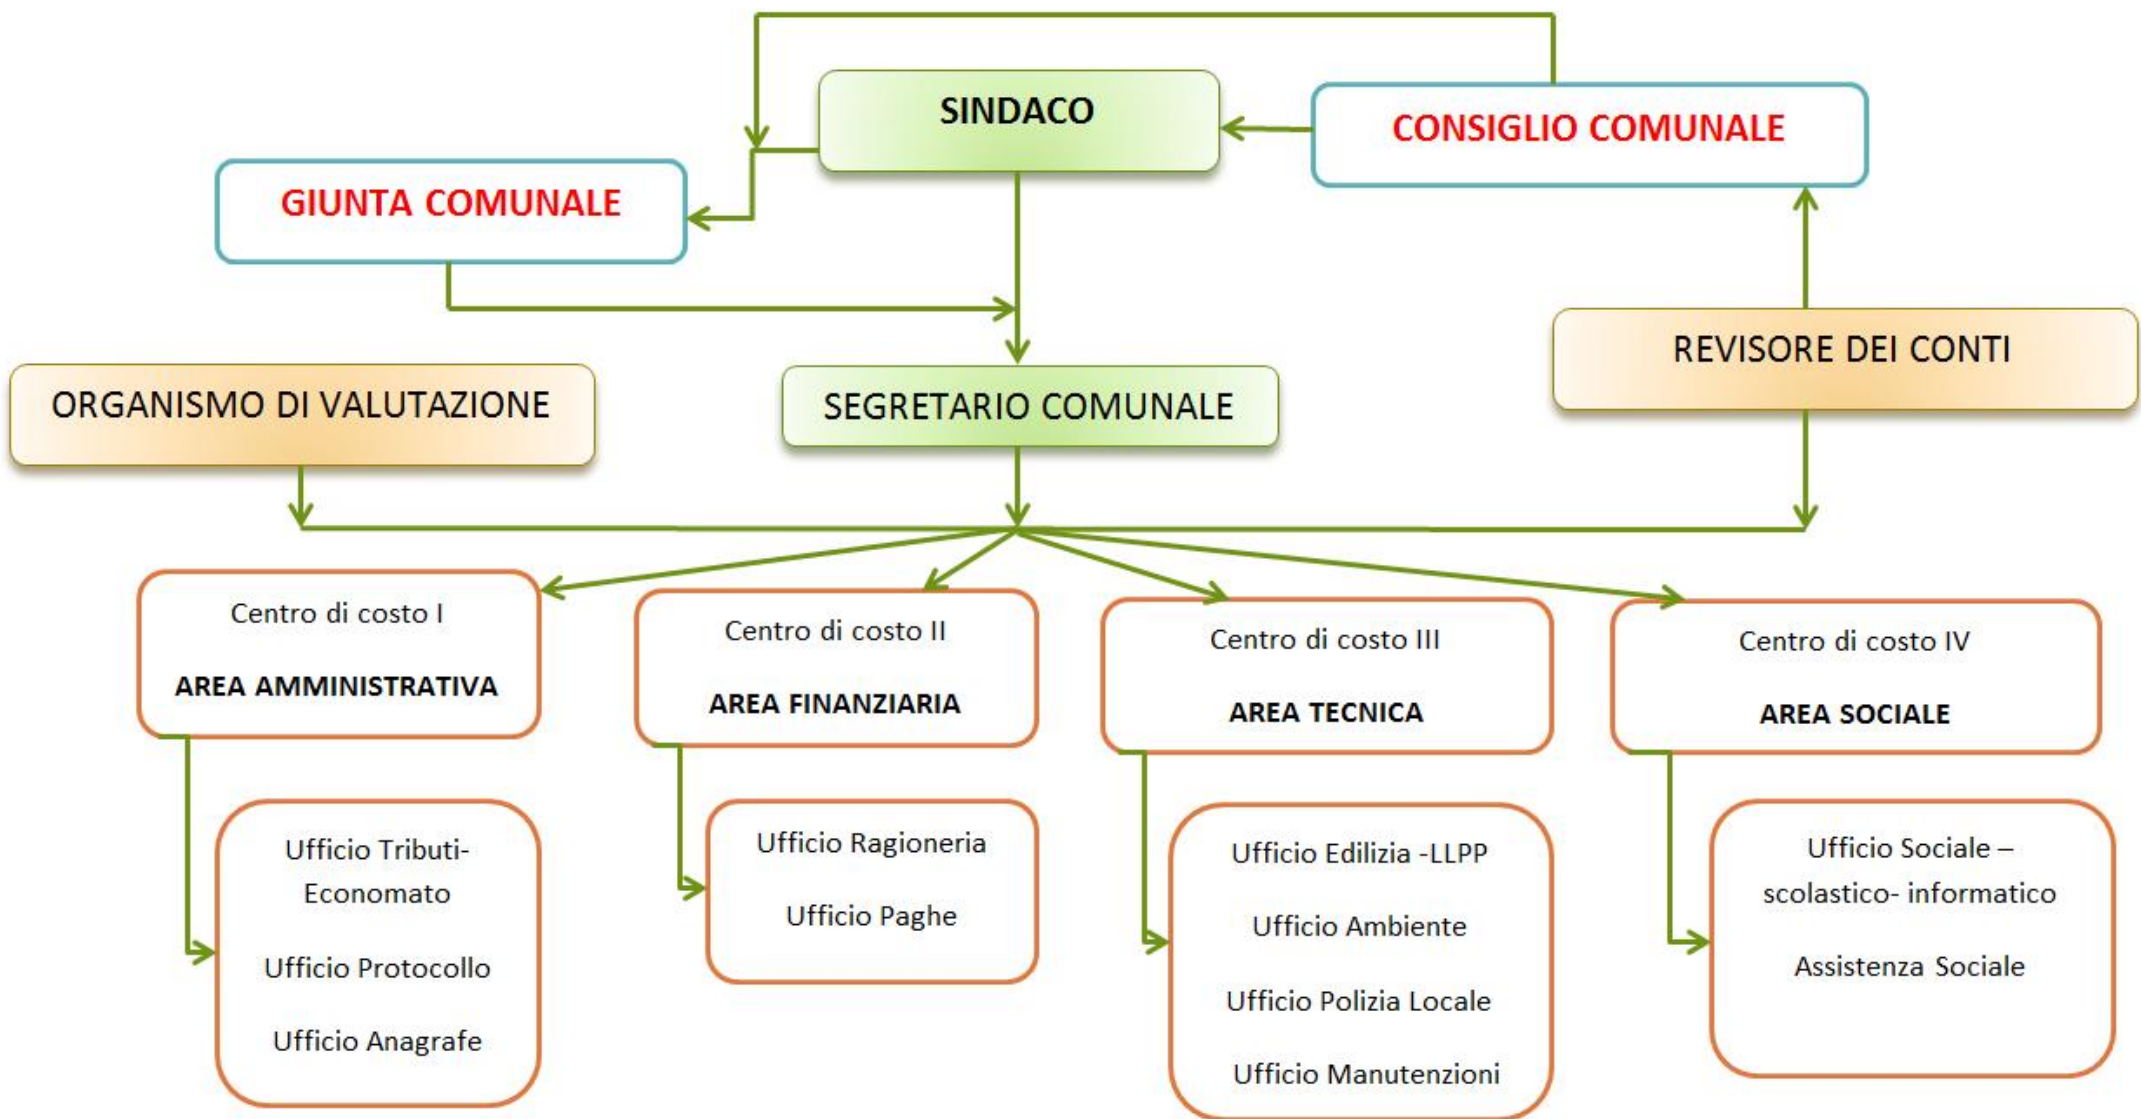 SINDACO
CONSIGLIO COMUNALE
GIUNTA COMUNALE
REVISORE DEI CONTI
ORGANISMO DI VALUTAZIONE
SEGRETARIO COMUNALE
Centro di costo I
AREA AMMINISTRATIVA
Centro di costo II
AREA FINANZIARIA
Centro di costo III
AREA TECNICA
Centro di costo IV
AREA SOCIALE
Ufficio Tributi-
Economato
Ufficio Protocollo
Ufficio Anagrafe
Ufficio Ragioneria
Ufficio Paghe
Ufficio Edilizia -LLPP
Ufficio Ambiente
Ufficio Polizia Locale
Ufficio Manutenzioni
Ufficio Sociale –
scolastico- informatico
Assistenza Sociale